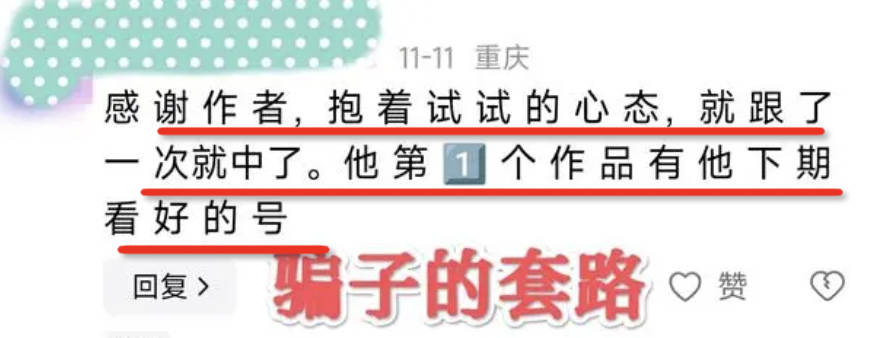 11-11 重庆
感谢作者，抱着试试的心态，就跟了
一次就中了。他第1️⃣个作品有他下期
看好的号
回复 >
骗子的套路
赞